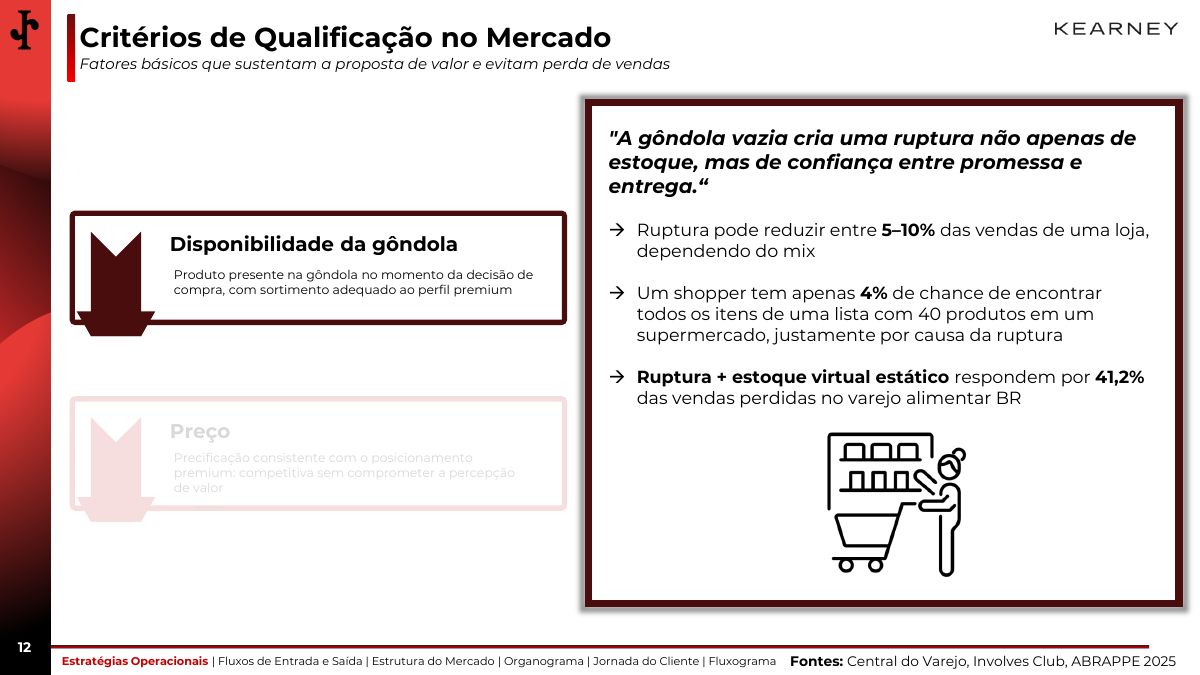 Critérios de Qualificação no Mercado
Fatores básicos que sustentam a proposta de valor e evitam perda de vendas
KEARNEY
Disponibilidade da gôndola
Produto presente na gôndola no momento da decisão de
compra, com sortimento adequado ao perfil premium
Preço
Precificação consistente com o posicionamento
premium: competitiva sem comprometer a percepção
de valor
"A gôndola vazia cria uma ruptura não apenas de
estoque, mas de confiança entre promessa e
entrega.“
→ Ruptura pode reduzir entre 5–10% das vendas de uma loja,
dependendo do mix
→ Um shopper tem apenas 4% de chance de encontrar
todos os itens de uma lista com 40 produtos em um
supermercado, justamente por causa da ruptura
→ Ruptura + estoque virtual estático respondem por 41,2%
das vendas perdidas no varejo alimentar BR
12
Estratégias Operacionais | Fluxos de Entrada e Saída | Estrutura do Mercado | Organograma | Jornada do Cliente | Fluxograma
Fontes: Central do Varejo, Involves Club, ABRAPPE 2025